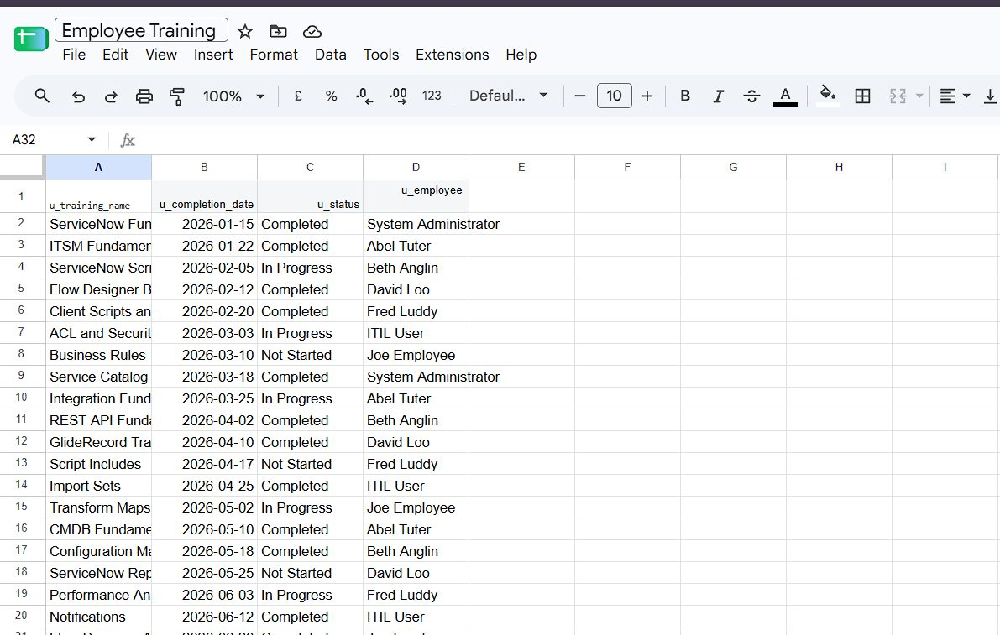 Employee Training
File Edit View Insert Format Data Tools Extensions Help
100% £ % .0 .00 123 Defaul... 10 B I A
A32 fx
A B C D E F G H I
1 u_training_name u_completion_date u_status u_employee
2 ServiceNow Fun 2026-01-15 Completed System Administrator
3 ITSM Fundamen 2026-01-22 Completed Abel Tuter
4 ServiceNow Scri 2026-02-05 In Progress Beth Anglin
5 Flow Designer B 2026-02-12 Completed David Loo
6 Client Scripts an 2026-02-20 Completed Fred Luddy
7 ACL and Securit 2026-03-03 In Progress ITIL User
8 Business Rules 2026-03-10 Not Started Joe Employee
9 Service Catalog 2026-03-18 Completed System Administrator
10 Integration Fund 2026-03-25 In Progress Abel Tuter
11 REST API Funda 2026-04-02 Completed Beth Anglin
12 GlideRecord Tra 2026-04-10 Completed David Loo
13 Script Includes 2026-04-17 Not Started Fred Luddy
14 Import Sets 2026-04-25 Completed ITIL User
15 Transform Maps 2026-05-02 In Progress Joe Employee
16 CMDB Fundame 2026-05-10 Completed Abel Tuter
17 Configuration Ma 2026-05-18 Completed Beth Anglin
18 ServiceNow Rep 2026-05-25 Not Started David Loo
19 Performance An 2026-06-03 In Progress Fred Luddy
20 Notifications 2026-06-12 Completed ITIL User